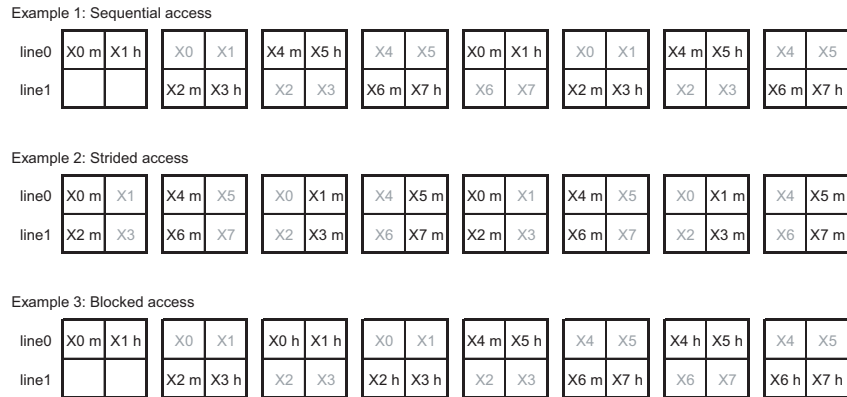 Example 1: Sequential access
line0 X0 m X1 h X0 X1 X4 m X5 h X4 X5 X0 m X1 h X0 X1 X4 m X5 h X4 X5
line1 X2 m X3 h X2 X3 X6 m X7 h X6 X7 X2 m X3 h X2 X3 X6 m X7 h
Example 2: Strided access
line0 X0 m X1 X4 m X5 X0 X1 m X4 X5 m X0 m X1 X4 m X5 X0 X1 m X4 X5 m
line1 X2 m X3 X6 m X7 X2 X3 m X6 X7 m X2 m X3 X6 m X7 X2 X3 m X6 X7 m
Example 3: Blocked access
line0 X0 m X1 h X0 X1 X0 h X1 h X0 X1 X4 m X5 h X4 X5 X4 h X5 h X4 X5
line1 X2 m X3 h X2 X3 X2 h X3 h X2 X3 X6 m X7 h X6 X7 X6 h X7 h